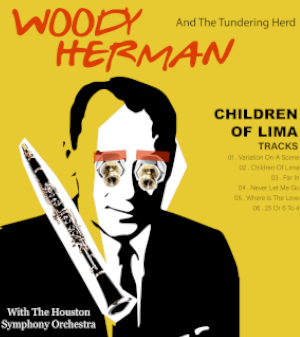 WOODY
HERMAN
And The Tundering Herd
CHILDREN
OF LIMA
TRACKS
01 . Variation On A Scene
02 . Children Of Lima
03 . Far In
04 . Never Let Me Go
05 . Where Is The Love
06 . 25 Or 6 To 4
With The Houston
Symphony Orchestra